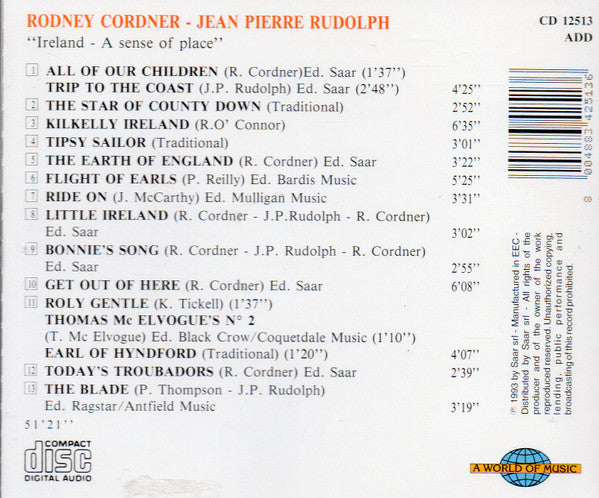 RODNEY CORDNER - JEAN PIERRE RUDOLPH
CD 12513
"Ireland - A sense of place"
ADD
1 ALL OF OUR CHILDREN (R. Cordner)Ed. Saar (1'37'')
TRIP TO THE COAST (J.P. Rudolph) Ed. Saar (2'48'') 4'25''
2 THE STAR OF COUNTY DOWN (Traditional) 2'52''
3 KILKELLY IRELAND (R.O' Connor) 6'35''
4 TIPSY SAILOR (Traditional) 3'01''
5 THE EARTH OF ENGLAND (R. Cordner) Ed. Saar 3'22''
6 FLIGHT OF EARLS (P. Reilly) Ed. Bardis Music 5'25''
7 RIDE ON (J. McCarthy) Ed. Mulligan Music 3'31''
8 LITTLE IRELAND (R. Cordner - J.P.Rudolph - R. Cordner)
Ed. Saar 3'02''
9 BONNIE'S SONG (R. Cordner - J.P. Rudolph - R. Cordner)
Ed. Saar 2'55''
10 GET OUT OF HERE (R. Cordner) Ed. Saar 6'08''
11 ROLY GENTLE (K. Tickell) (1'37'')
THOMAS Mc ELVOGUE'S N° 2
(T. Mc Elvogue) Ed. Black Crow/Coquetdale Music (1'10'')
EARL OF HYNDFORD (Traditional) (1'20'') 4'07''
12 TODAY'S TROUBADORS (R. Cordner) Ed. Saar 2'39''
13 THE BLADE (P. Thompson - J.P. Rudolph)
Ed. Ragstar/Antfield Music 3'19''
51'21''
COMPACT
disc
DIGITAL AUDIO
8 004883 425136
℗ 1993 by Saar srl - Manufactured in EEC -
Distributed by Saar srl - All rights of the
producer and of the owner of the work
reproduced reserved. Unauthorized copying,
lending, public performance and
broadcasting of this record prohibited
A WORLD OF MUSIC